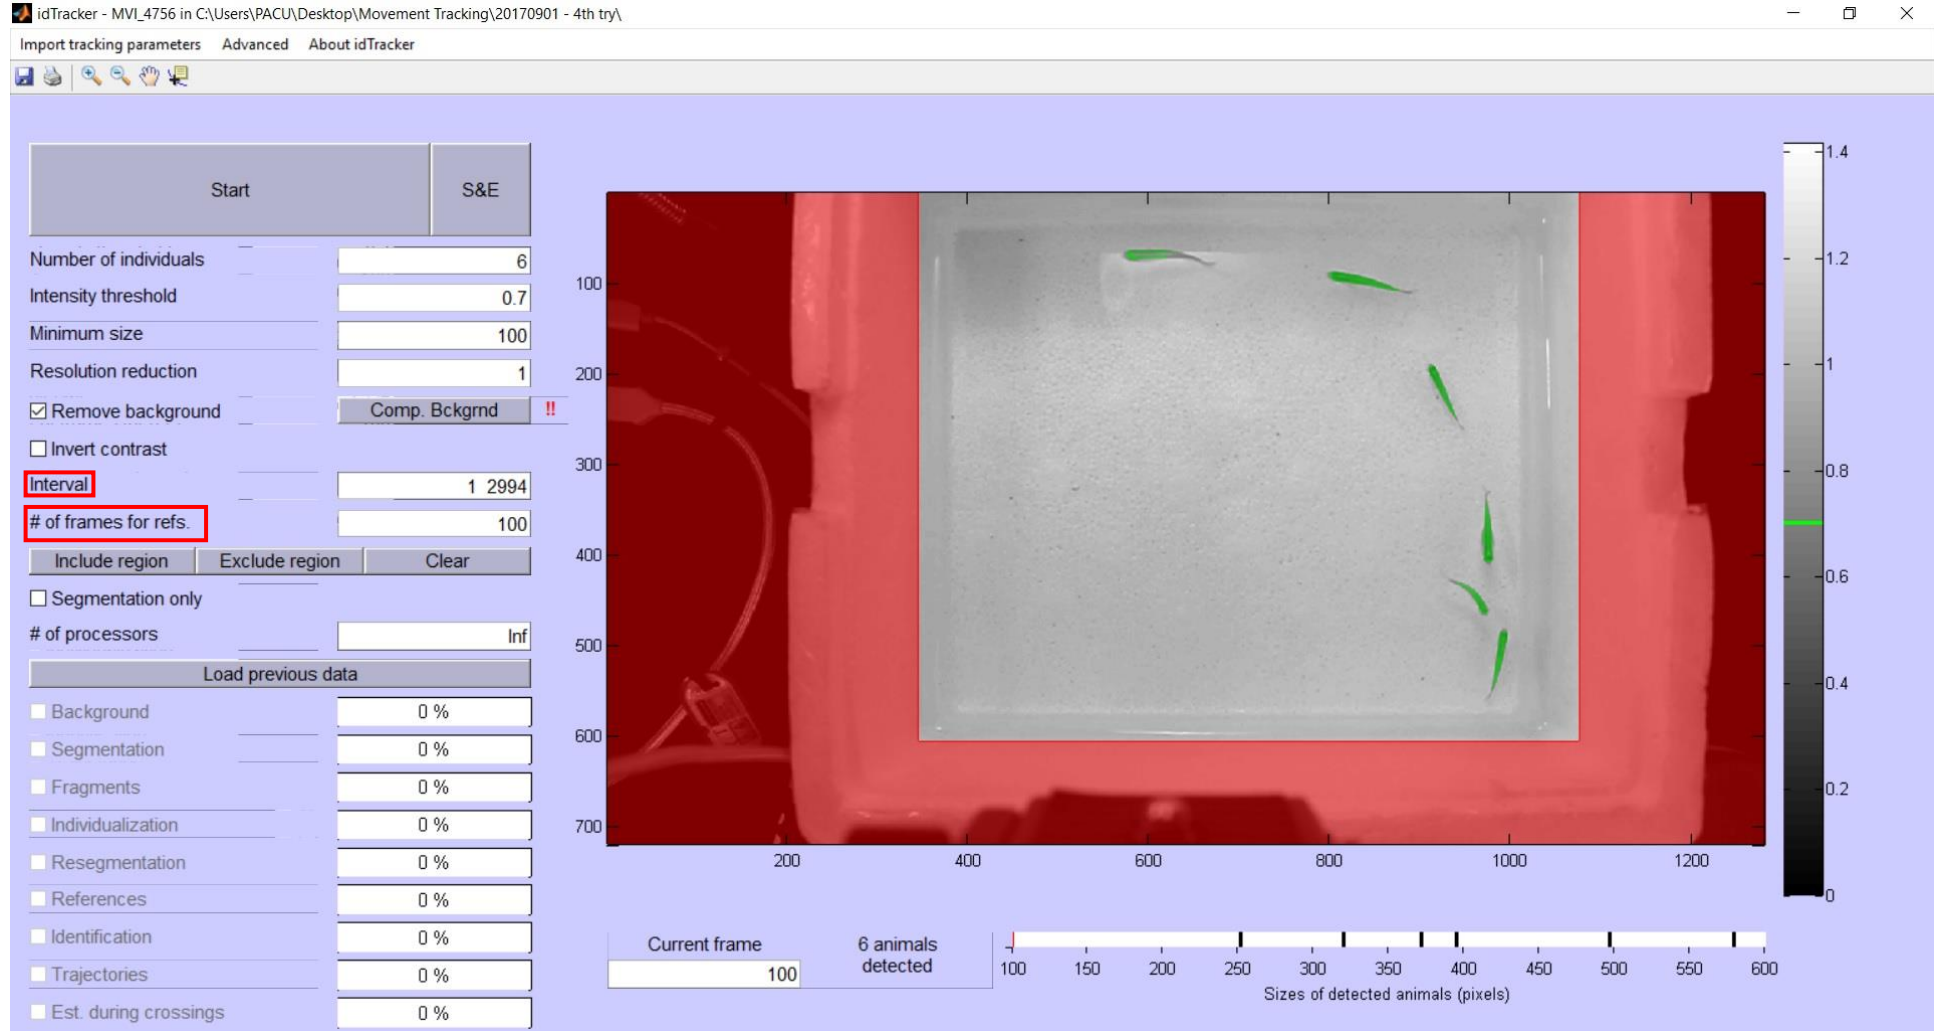 idTracker - MVI_4756 in C:\Users\PACU\Desktop\Movement Tracking\20170901 - 4th try\
Import tracking parameters Advanced About idTracker
Start S&E
Number of individuals 6
Intensity threshold 0.7
Minimum size 100
Resolution reduction 1
Remove background Comp. Bckgrnd !!
Invert contrast
Interval 1 2994
# of frames for refs. 100
Include region Exclude region Clear
Segmentation only
# of processors Inf
Load previous data
Background 0 %
Segmentation 0 %
Fragments 0 %
Individualization 0 %
Resegmentation 0 %
References 0 %
Identification 0 %
Trajectories 0 %
Est. during crossings 0 %
100
200
300
400
500
600
700
200 400 600 800 1000 1200
1.4
1.2
1
0.8
0.6
0.4
0.2
0
Current frame
100
6 animals
detected
100 150 200 250 300 350 400 450 500 550 600
Sizes of detected animals (pixels)